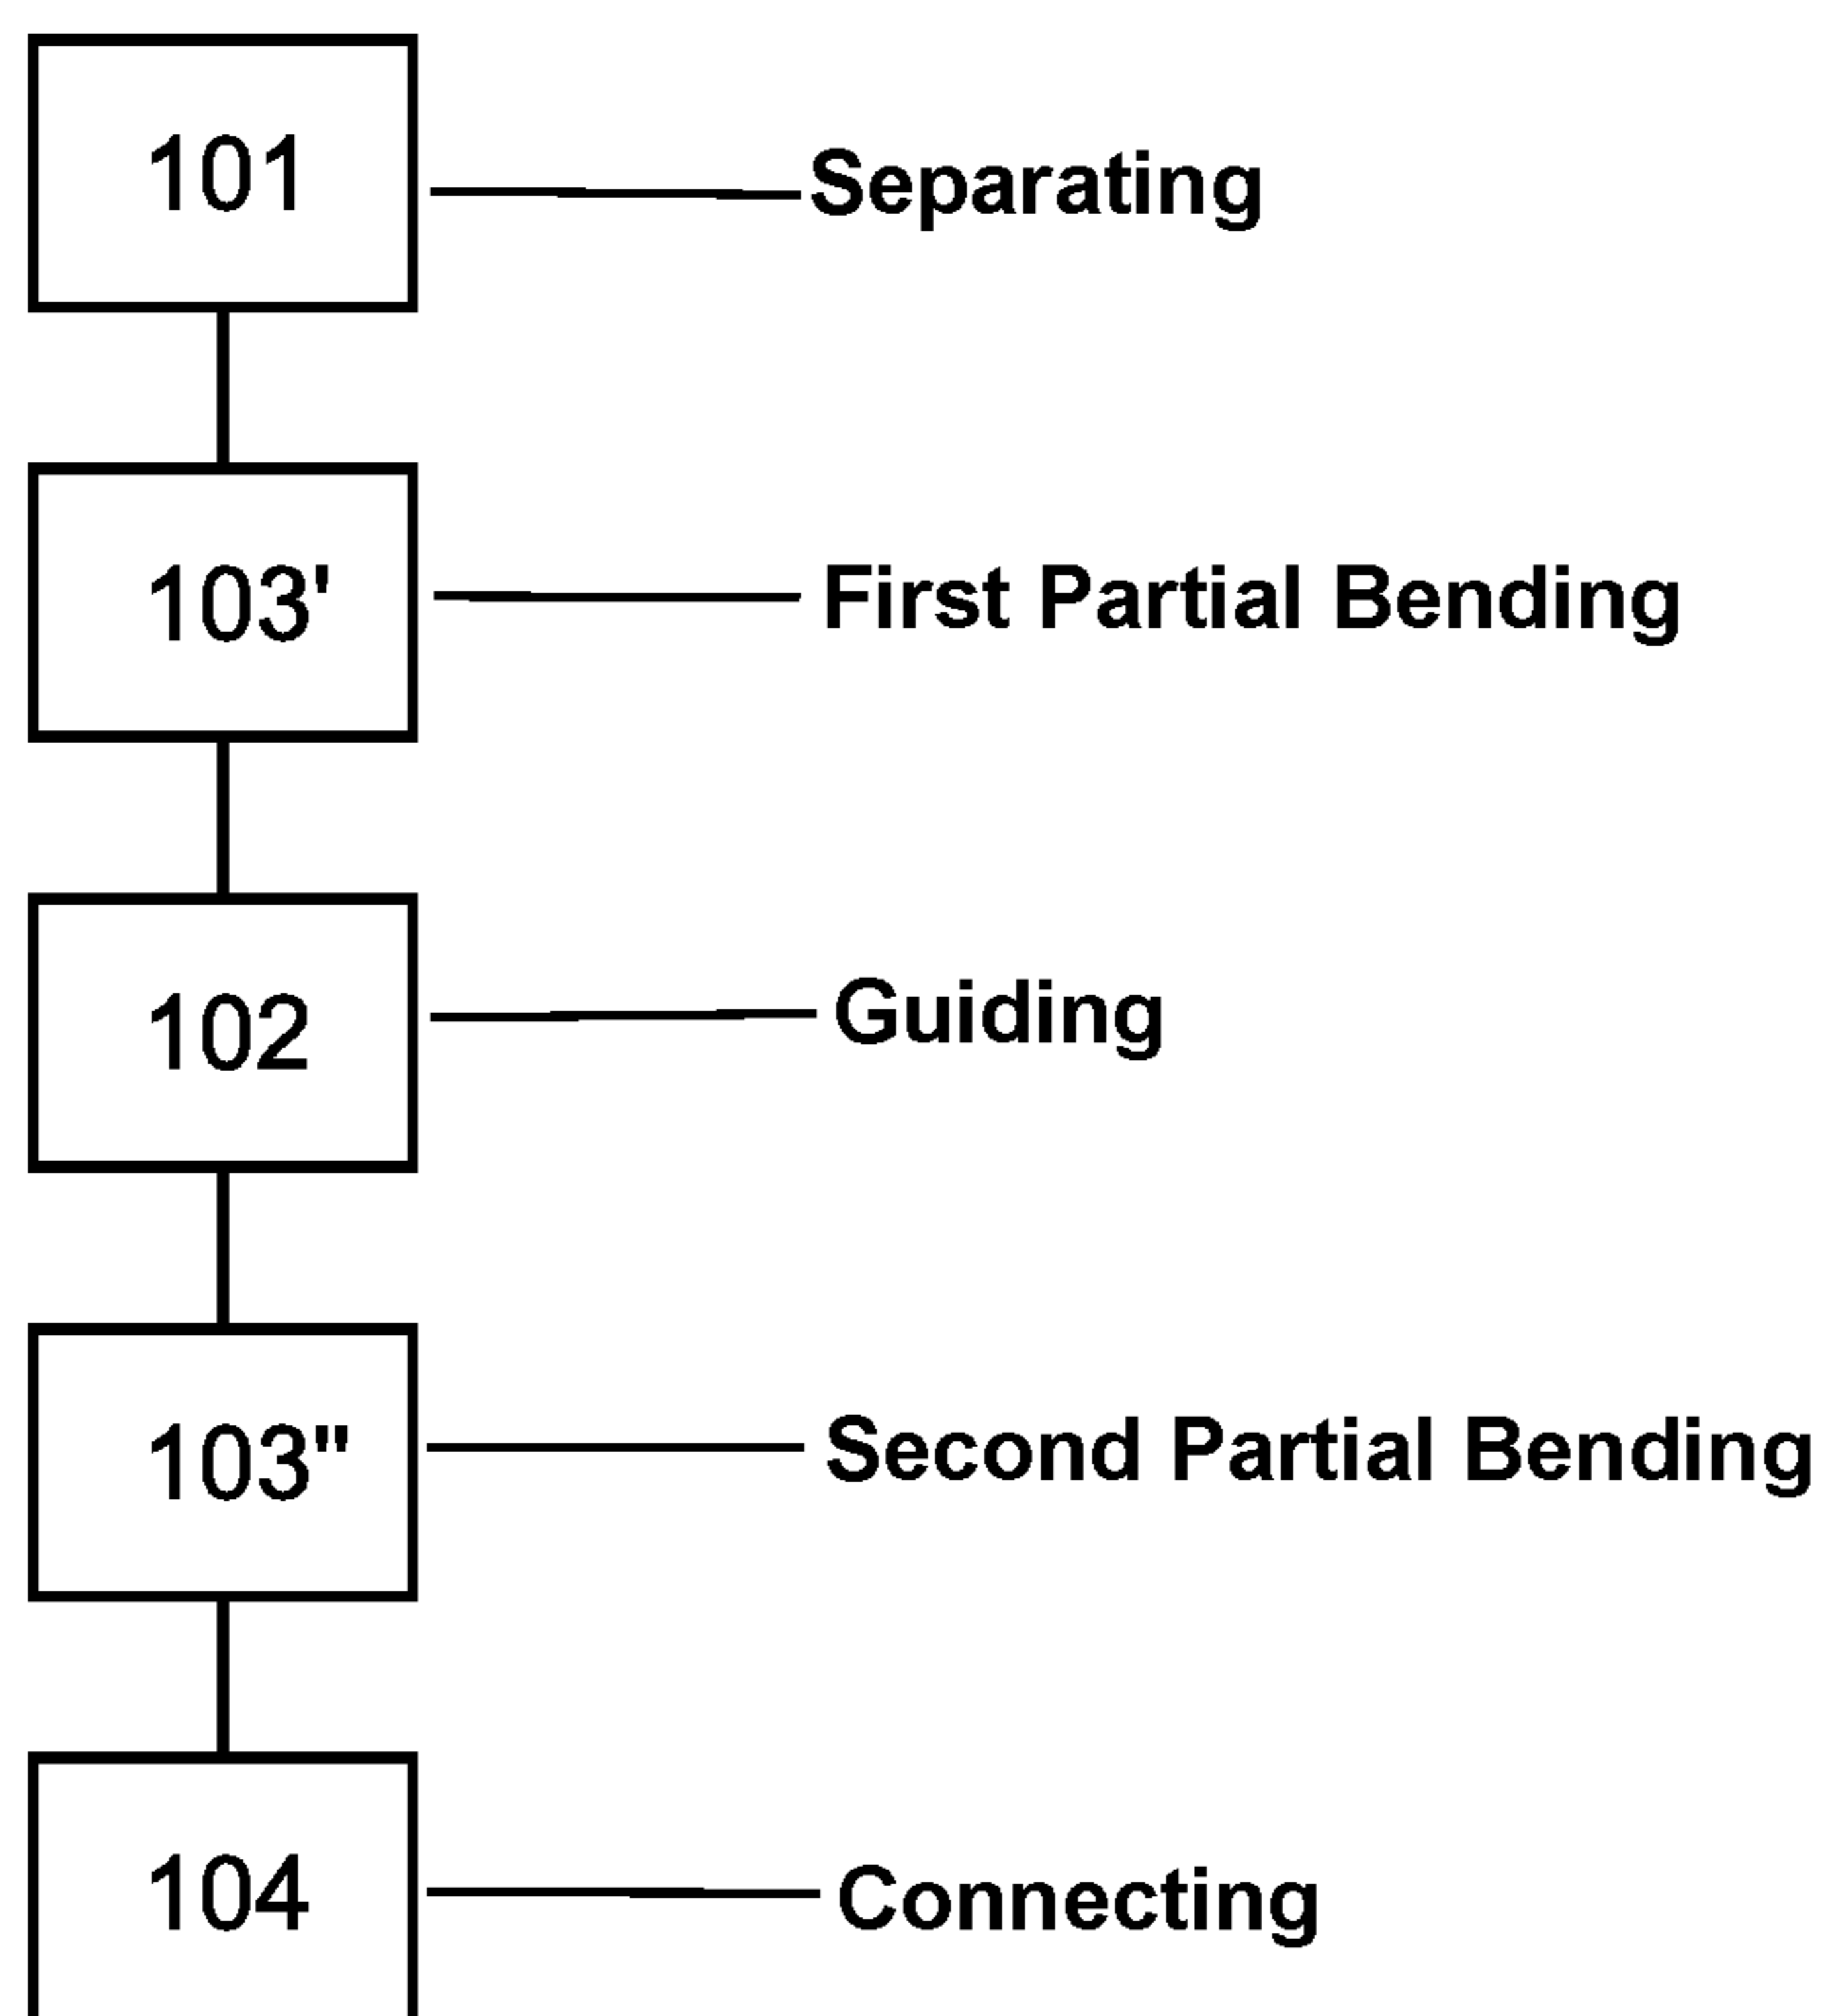 101 Separating
103' First Partial Bending
102 Guiding
103" Second Partial Bending
104 Connecting